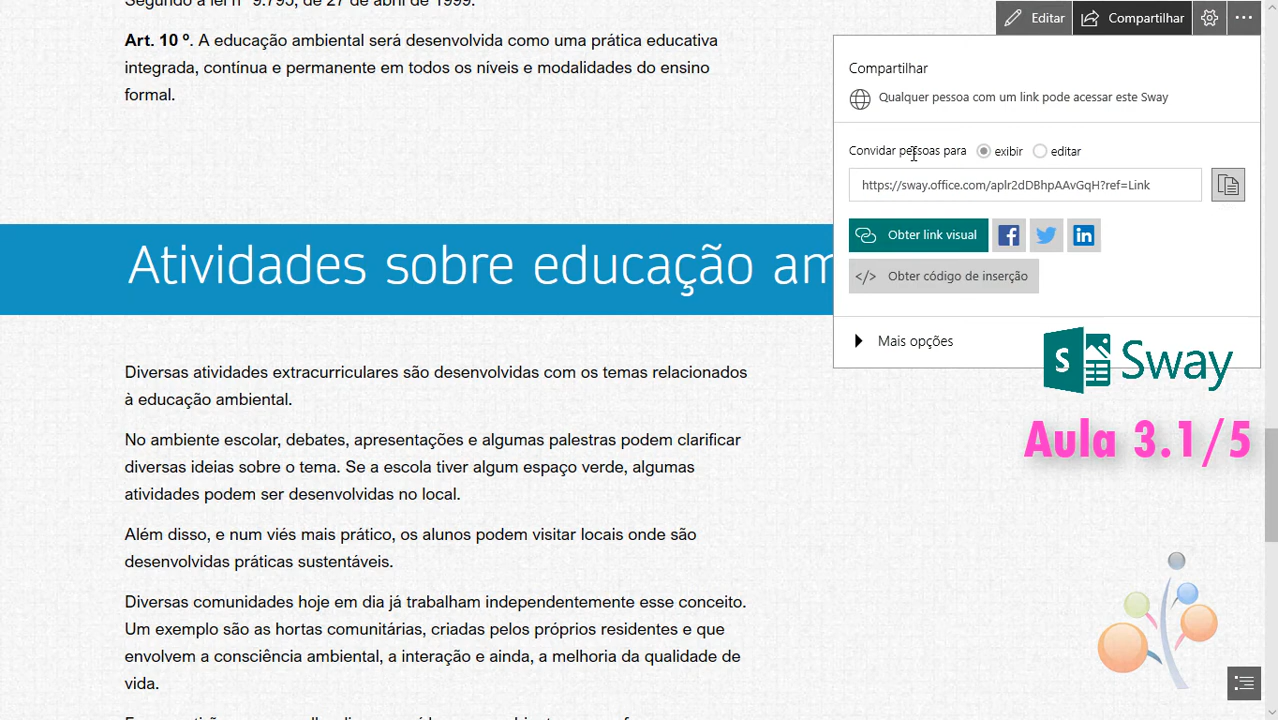 Segundo a lei nº 9.795, de 27 de abril de 1999.
Art. 10 º. A educação ambiental será desenvolvida como uma prática educativa
integrada, contínua e permanente em todos os níveis e modalidades do ensino
formal.
Editar
Compartilhar
Compartilhar
Qualquer pessoa com um link pode acessar este Sway
Convidar pessoas para
exibir
editar
https://sway.office.com/aplr2dDBhpAAvGqH?ref=Link
Obter link visual
</> Obter código de inserção
Mais opções
Atividades sobre educação am
Sway
Aula 3.1/5
Diversas atividades extracurriculares são desenvolvidas com os temas relacionados
à educação ambiental.
No ambiente escolar, debates, apresentações e algumas palestras podem clarificar
diversas ideias sobre o tema. Se a escola tiver algum espaço verde, algumas
atividades podem ser desenvolvidas no local.
Além disso, e num viés mais prático, os alunos podem visitar locais onde são
desenvolvidas práticas sustentáveis.
Diversas comunidades hoje em dia já trabalham independentemente esse conceito.
Um exemplo são as hortas comunitárias, criadas pelos próprios residentes e que
envolvem a consciência ambiental, a interação e ainda, a melhoria da qualidade de
vida.